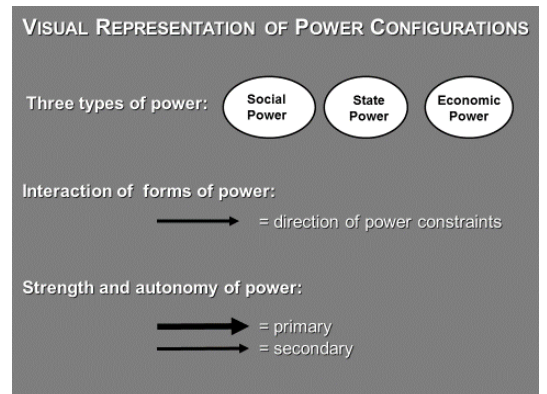 VISUAL REPRESENTATION OF POWER CONFIGURATIONS
Three types of power:
Social
Power
State
Power
Economic
Power
Interaction of forms of power:
= direction of power constraints
Strength and autonomy of power:
= primary
= secondary